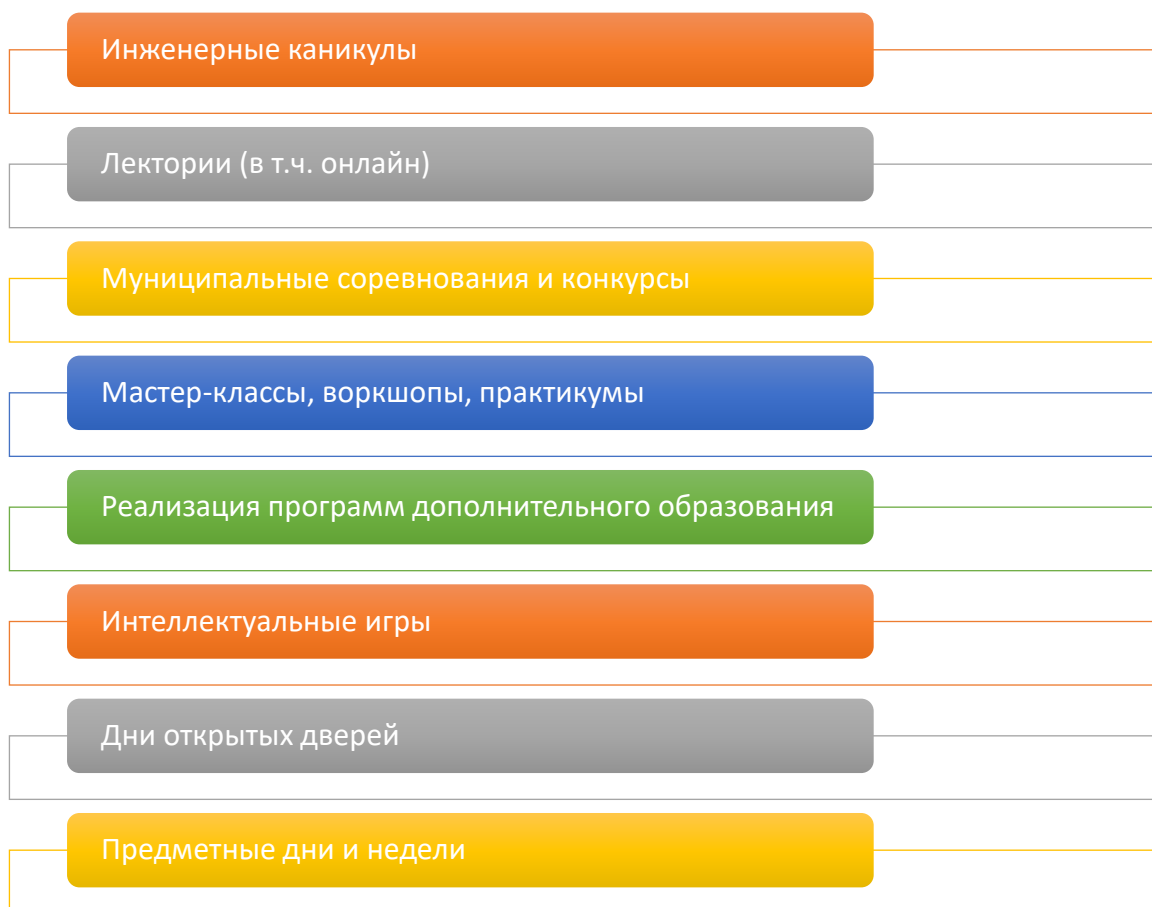 Инженерные каникулы
Лектории (в т.ч. онлайн)
Муниципальные соревнования и конкурсы
Мастер-классы, воркшопы, практикумы
Реализация программ дополнительного образования
Интеллектуальные игры
Дни открытых дверей
Предметные дни и недели